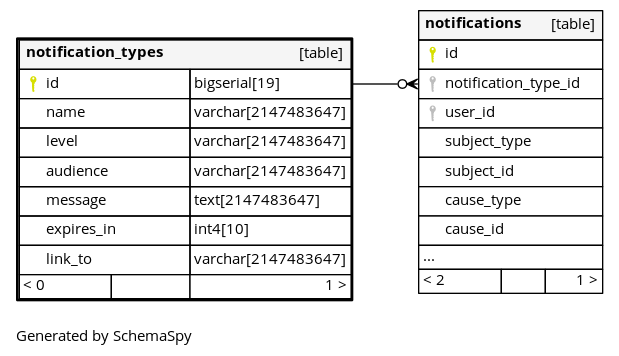 notification_types [table]
id bigserial[19]
name varchar[2147483647]
level varchar[2147483647]
audience varchar[2147483647]
message text[2147483647]
expires_in int4[10]
link_to varchar[2147483647]
< 0 1 >
notifications [table]
id
notification_type_id
user_id
subject_type
subject_id
cause_type
cause_id
...
< 2 1 >
Generated by SchemaSpy